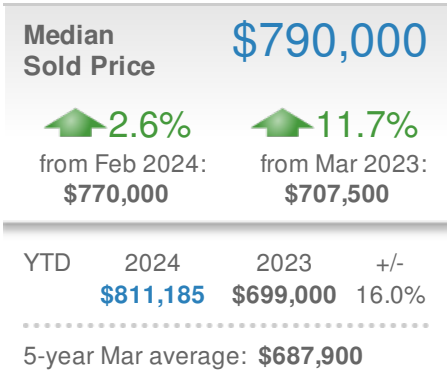 Median
Sold Price
$790,000
2.6%
from Feb 2024:
$770,000
11.7%
from Mar 2023:
$707,500
YTD 2024 2023 +/-
$811,185 $699,000 16.0%
5-year Mar average: $687,900